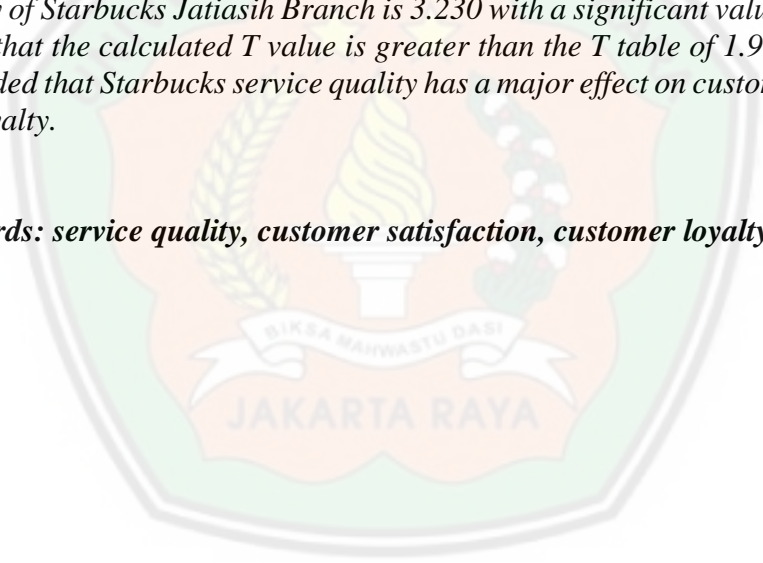 of Starbucks Jatiasih Branch is 3.230 with a significant valu
that the calculated T value is greater than the T table of 1.9
ded that Starbucks service quality has a major effect on custo
yalty.
rds: service quality, customer satisfaction, customer loyalty
BIKSA MAHWASTU DASI
JAKARTA RAYA